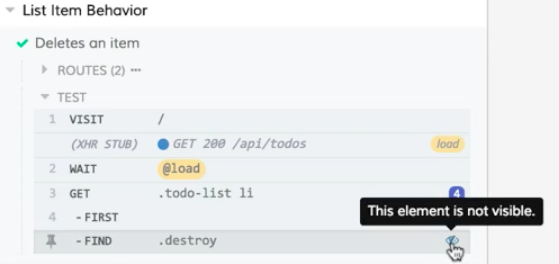 List Item Behavior
Deletes an item
ROUTES (2) •••
TEST
1 VISIT /
(XHR STUB) GET 200 /api/todos load
2 WAIT @load
3 GET .todo-list li 4
4 - FIRST
This element is not visible.
- FIND .destroy